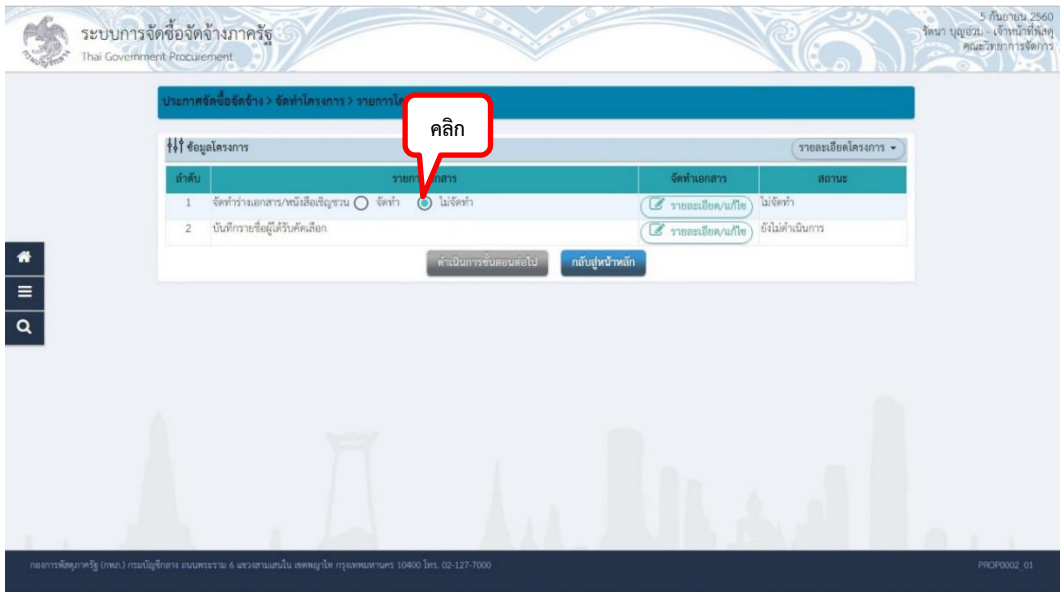 ระบบการจัดซื้อจัดจ้างภาครัฐ
Thai Government Procurement
5 กันยายน 2560
รัตนา บุญอ่วม - เจ้าหน้าที่พัสดุ
คณะวิทยาการจัดการ
ประกาศจัดซื้อจัดจ้าง > จัดทำโครงการ > รายการ
คลิก
ข้อมูลโครงการ
รายละเอียดโครงการ
ลำดับ จัดทำเอกสาร สถานะ
1 จัดทำร่างเอกสาร/หนังสือเชิญชวน จัดทำ ไม่จัดทำ รายละเอียด/แก้ไข ไม่จัดทำ
2 บันทึกรายชื่อผู้ได้รับคัดเลือก รายละเอียด/แก้ไข ยังไม่ดำเนินการ
ดำเนินการขั้นตอนต่อไป กลับสู่หน้าหลัก
กองการพัสดุภาครัฐ (กพภ.) กรมบัญชีกลาง ถนนพระราม 6 แขวงสามเสนใน เขตพญาไท กรุงเทพมหานคร 10400 โทร. 02-127-7000
PROP0002_01